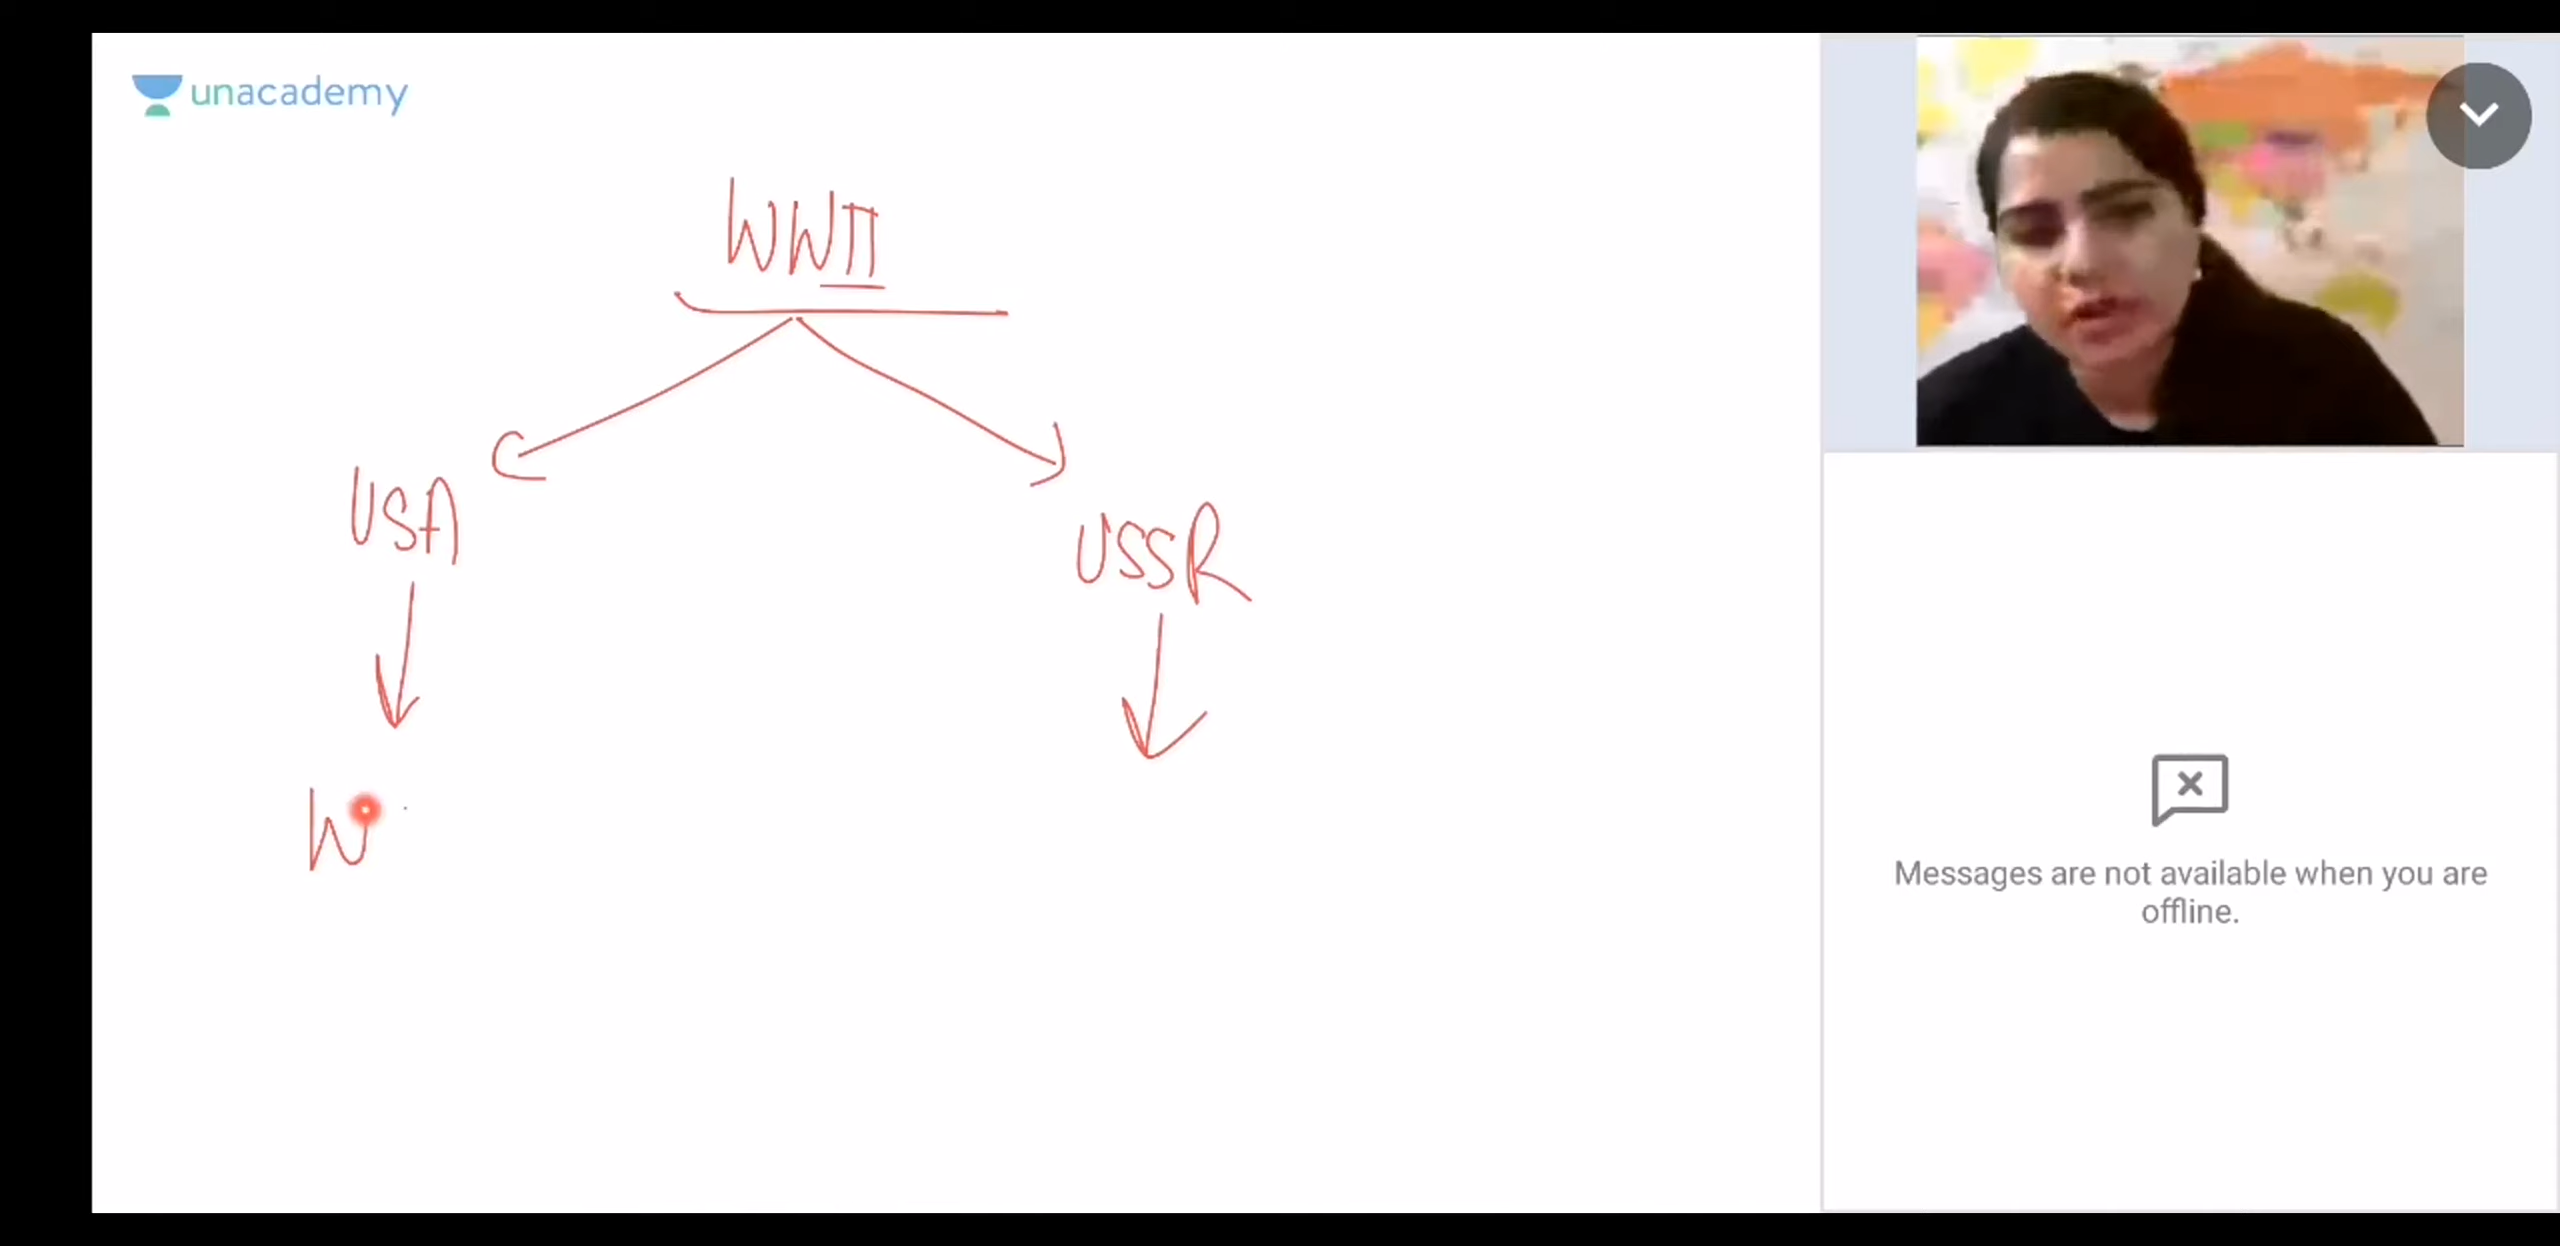 unacademy
WWII
USA
USSR
W
Messages are not available when you are
offline.